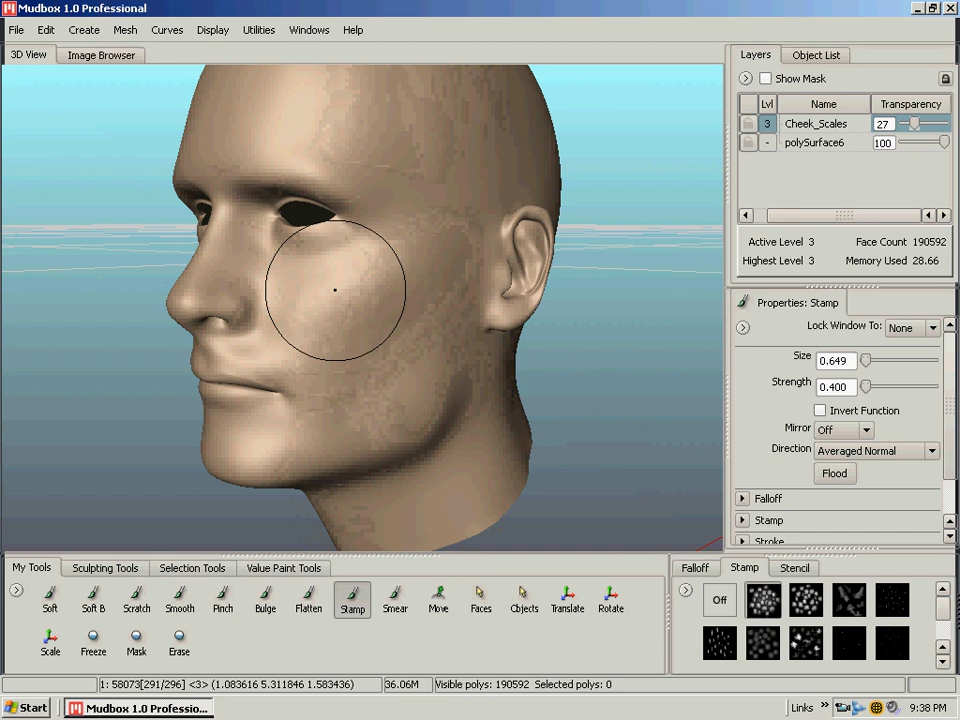 Mudbox 1.0 Professional
File Edit Create Mesh Curves Display Utilities Windows Help
3D View Image Browser
Layers Object List
Show Mask
Lvl Name Transparency
3 Cheek_Scales 27
- polySurface6 100
Active Level 3 Face Count 190592
Highest Level 3 Memory Used 28.66
Properties: Stamp
Lock Window To: None
Size 0.649
Strength 0.400
Invert Function
Mirror Off
Direction Averaged Normal
Flood
Falloff
Stamp
Stroke
My Tools Sculpting Tools Selection Tools Value Paint Tools
Soft Soft B Scratch Smooth Pinch Bulge Flatten Stamp Smear Move Faces Objects Translate Rotate
Scale Freeze Mask Erase
Falloff Stamp Stencil
Off
1: 58073[291/296] <3> (1.083616 5.311846 1.583436) 36.06M Visible polys: 190592 Selected polys: 0
Start Mudbox 1.0 Professio... Links » 9:38 PM